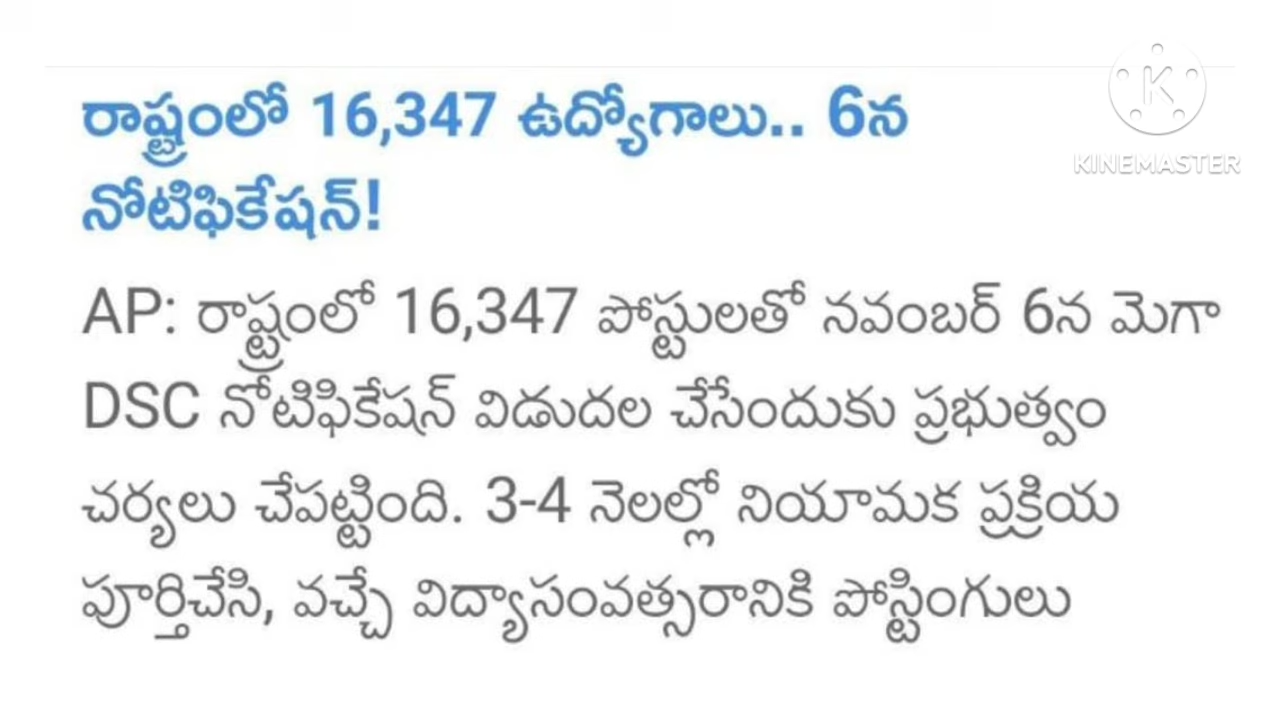 రాష్ట్రంలో 16,347 ఉద్యోగాలు.. 6న
నోటిఫికేషన్!
AP: రాష్ట్రంలో 16,347 పోస్టులతో నవంబర్ 6న మెగా
DSC నోటిఫికేషన్ విడుదల చేసేందుకు ప్రభుత్వం
చర్యలు చేపట్టింది. 3-4 నెలల్లో నియామక ప్రక్రియ
పూర్తిచేసి, వచ్చే విద్యాసంవత్సరానికి పోస్టింగులు
K
KINEMASTER